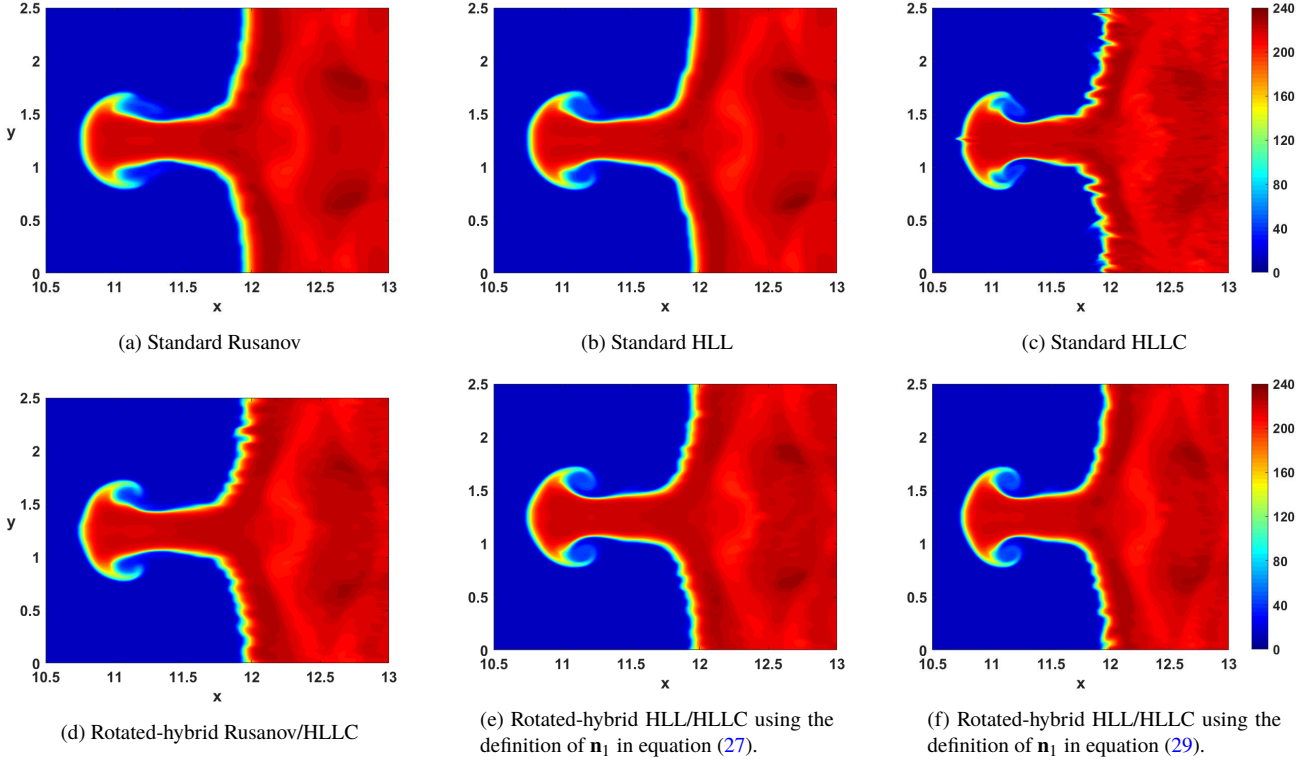 2.5
2
1.5
y
1
0.5
0
10.5 11 11.5 12 12.5 13
x
(a) Standard Rusanov
2.5
2
1.5
1
0.5
0
10.5 11 11.5 12 12.5 13
x
(b) Standard HLL
2.5
2
1.5
1
0.5
0
10.5 11 11.5 12 12.5 13
x
240
200
160
120
80
40
0
(c) Standard HLLC
2.5
2
1.5
y
1
0.5
0
10.5 11 11.5 12 12.5 13
x
(d) Rotated-hybrid Rusanov/HLLC
2.5
2
1.5
1
0.5
0
10.5 11 11.5 12 12.5 13
x
(e) Rotated-hybrid HLL/HLLC using the
definition of n₁ in equation (27).
2.5
2
1.5
1
0.5
0
10.5 11 11.5 12 12.5 13
x
240
200
160
120
80
40
0
(f) Rotated-hybrid HLL/HLLC using the
definition of n₁ in equation (29).